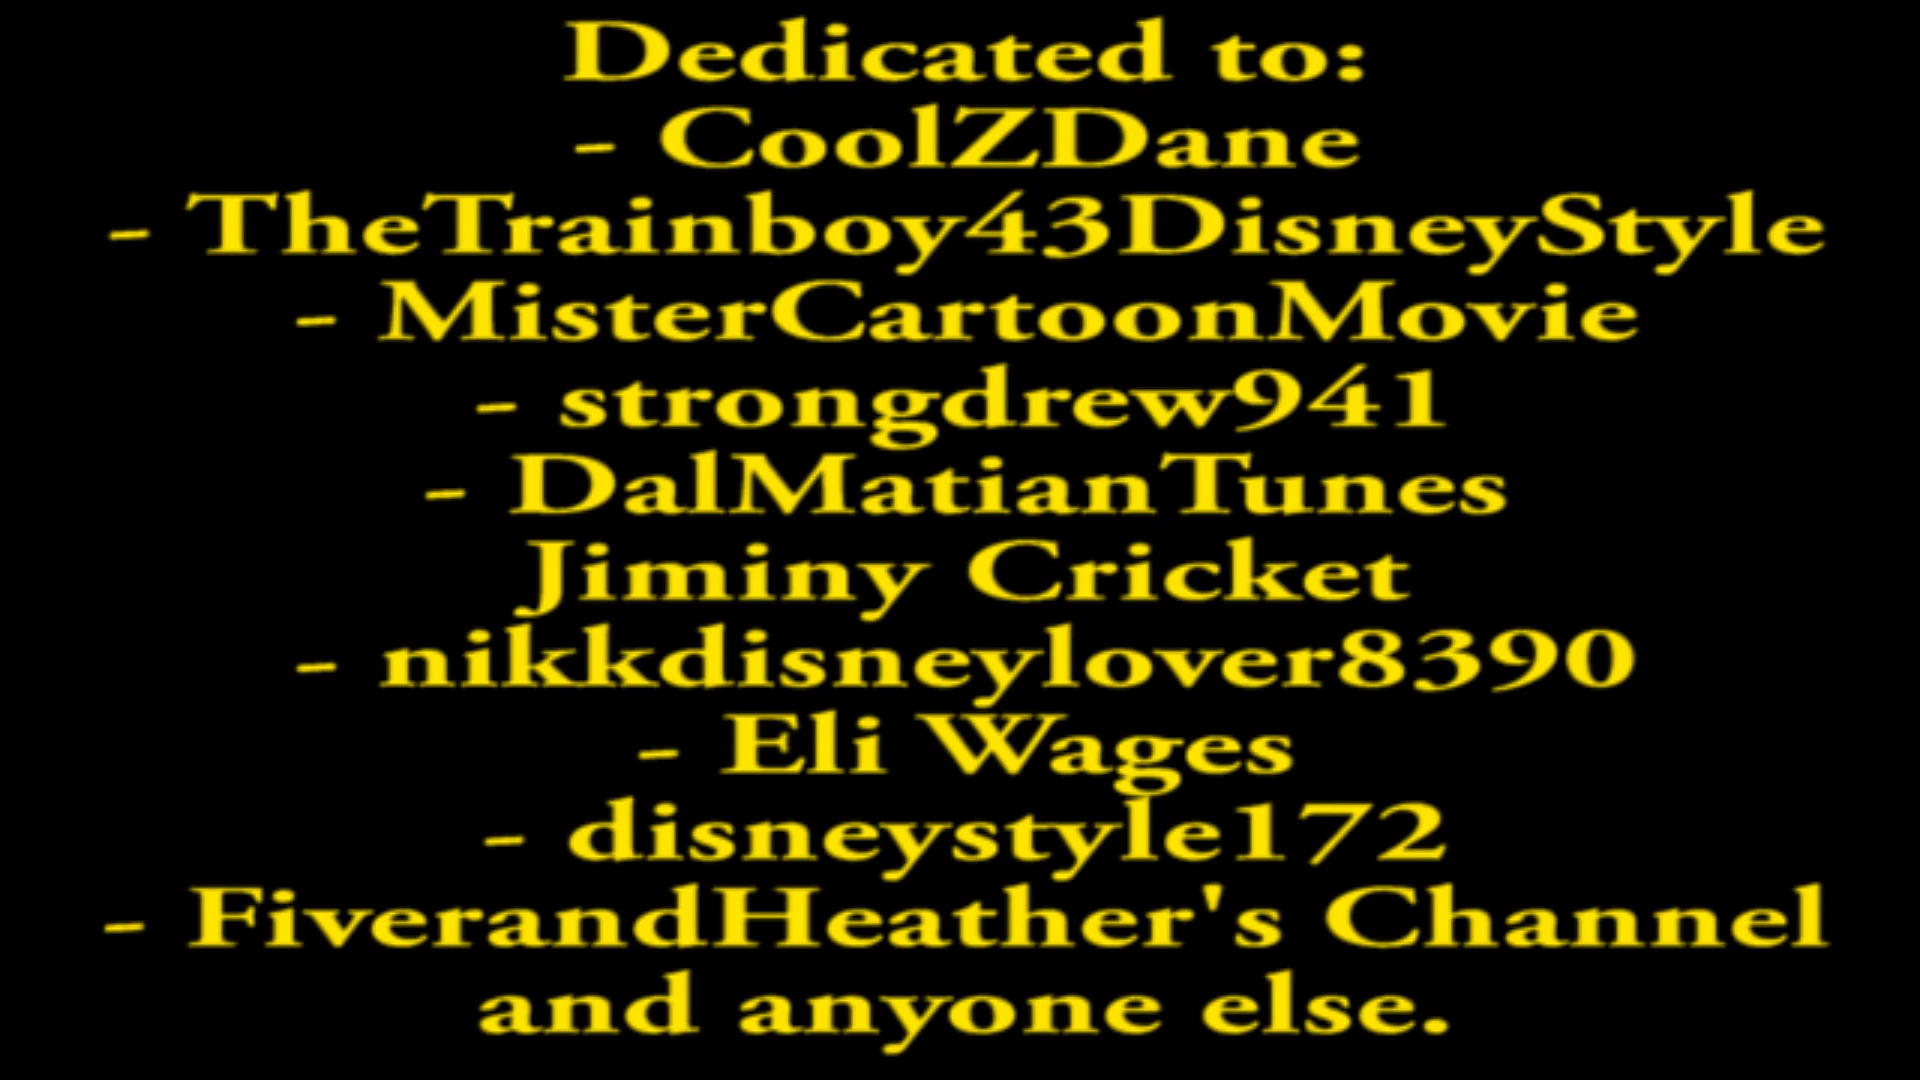 Dedicated to:
- CoolZDane
- TheTrainboy43DisneyStyle
- MisterCartoonMovie
- strongdrew941
- DalMatianTunes
Jiminy Cricket
- nikkdisneylover8390
- Eli Wages
- disneystyle172
- FiverandHeather's Channel
and anyone else.